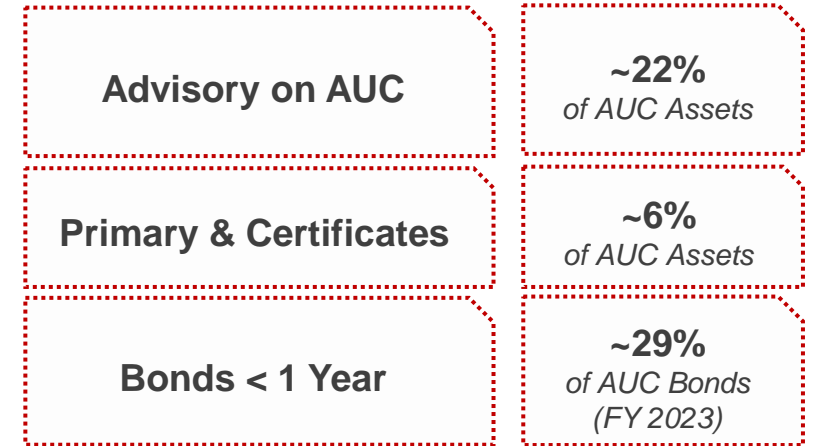 Advisory on AUC
~22%
of AUC Assets
Primary & Certificates
~6%
of AUC Assets
Bonds < 1 Year
~29%
of AUC Bonds
(FY 2023)